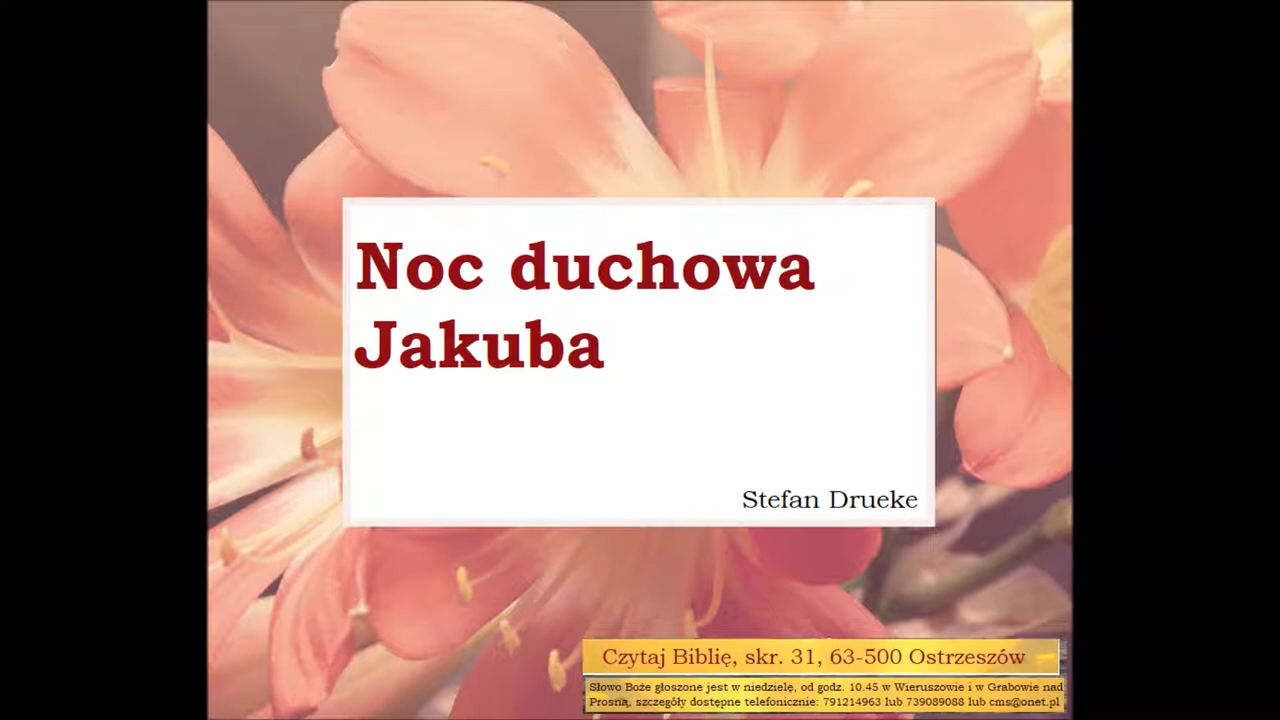 Noc duchowa
Jakuba
Stefan Drueke
Czytaj Biblię, skr. 31, 63-500 Ostrzeszów
Słowo Boże głoszone jest w niedzielę, od godz. 10.45 w Wieruszowie i w Grabowie nad
Prosną, szczegóły dostępne telefonicznie: 791214963 lub 739089088 lub cms@onet.pl